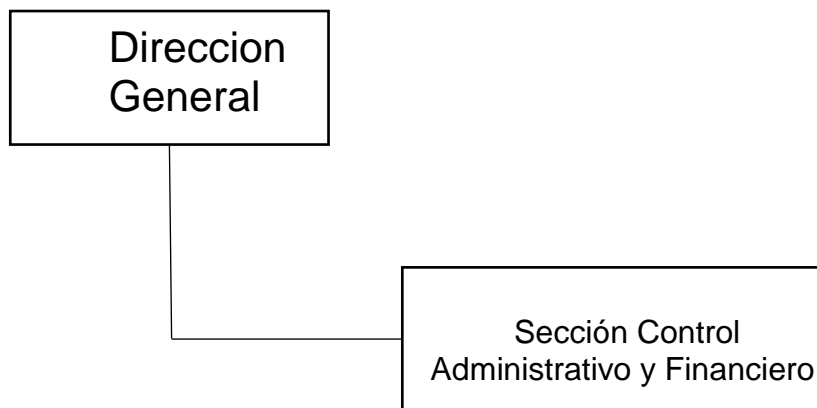 Direccion
General
Sección Control
Administrativo y Financiero